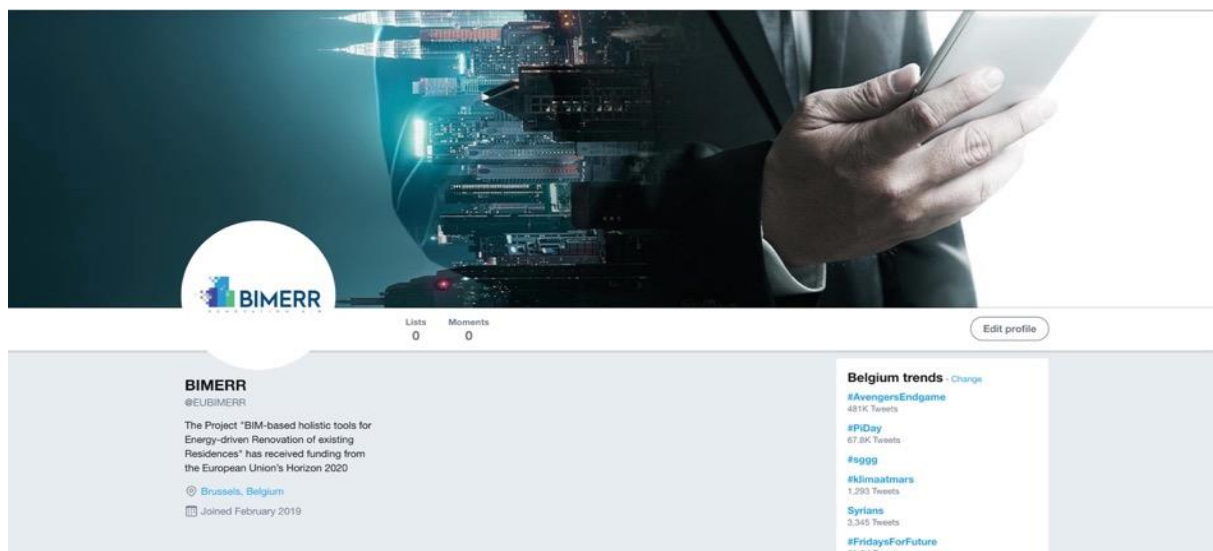 BIMERR
Lists
Moments
0
0
Edit profile
BIMERR
@EUBIMERR
The Project "BIM-based holistic tools for
Energy-driven Renovation of existing
Residences" has received funding from
the European Union's Horizon 2020
Brussels, Belgium
Joined February 2019
Belgium trends · Change
#AvengersEndgame
481K Tweets
#PiDay
67.8K Tweets
#sggg
#klimaatmars
1,293 Tweets
Syrians
3,345 Tweets
#FridaysForFuture